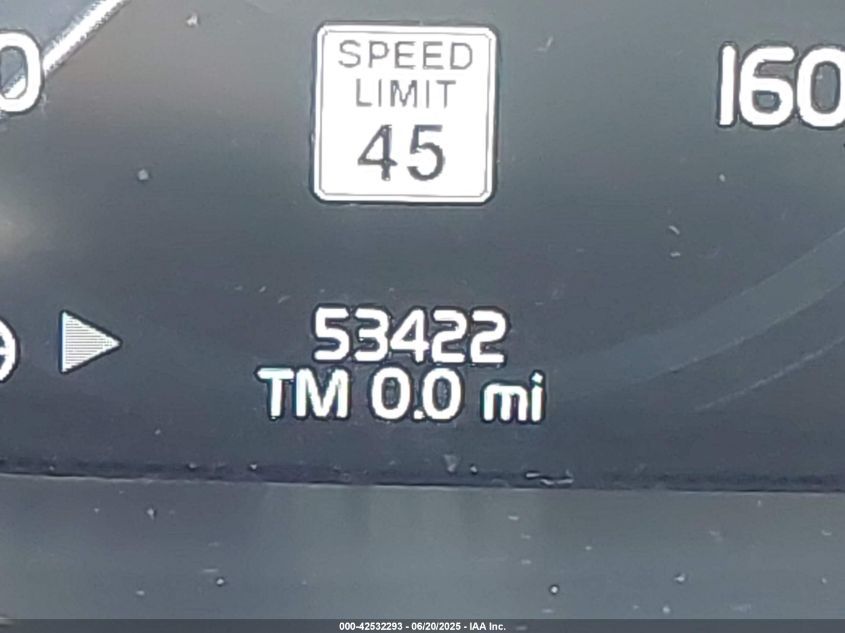 SPEED
LIMIT
45
160
53422
TM 0.0 mi
000-42532293 - 06/20/2025 - IAA Inc.